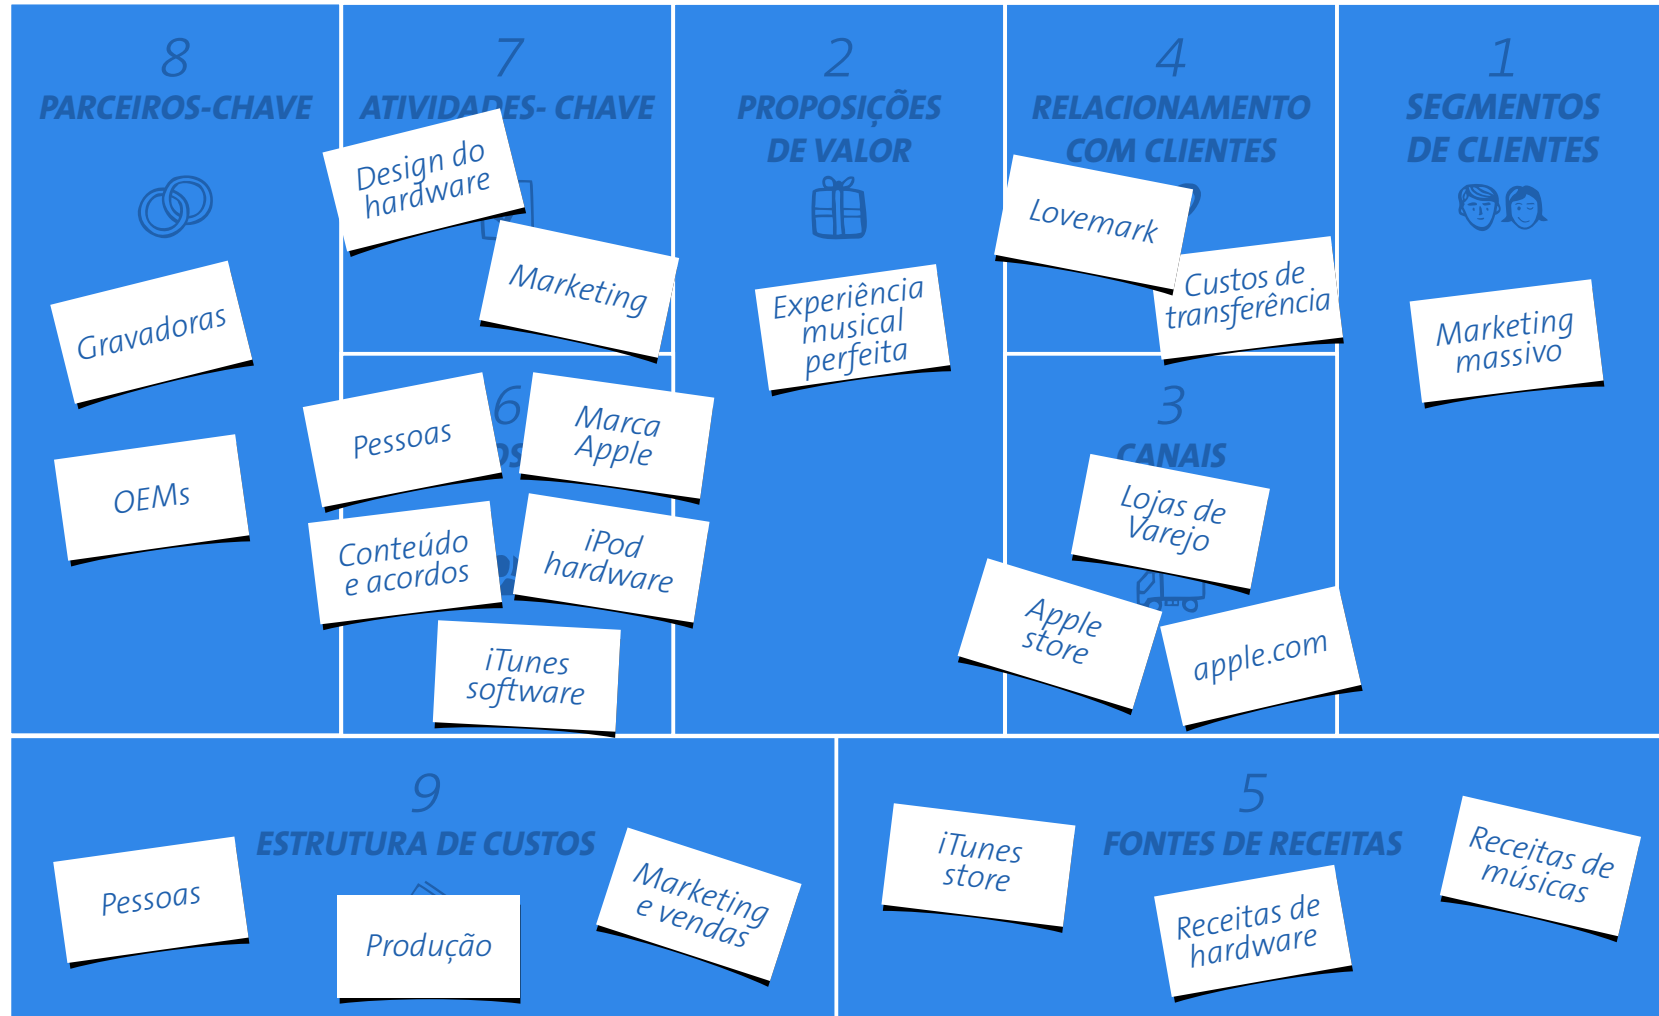 8
PARCEIROS-CHAVE
Gravadoras
OEMs
7
ATIVIDADES- CHAVE
Design do
hardware
Marketing
6
Pessoas
Marca
Apple
Conteúdo
e acordos
iPod
hardware
iTunes
software
2
PROPOSIÇÕES
DE VALOR
Experiência
musical
perfeita
4
RELACIONAMENTO
COM CLIENTES
Lovemark
Custos de
transferência
3
CANAIS
Lojas de
Varejo
Apple
store
apple.com
1
SEGMENTOS
DE CLIENTES
Marketing
massivo
9
ESTRUTURA DE CUSTOS
Pessoas
Produção
Marketing
e vendas
5
FONTES DE RECEITAS
iTunes
store
Receitas de
hardware
Receitas de
músicas